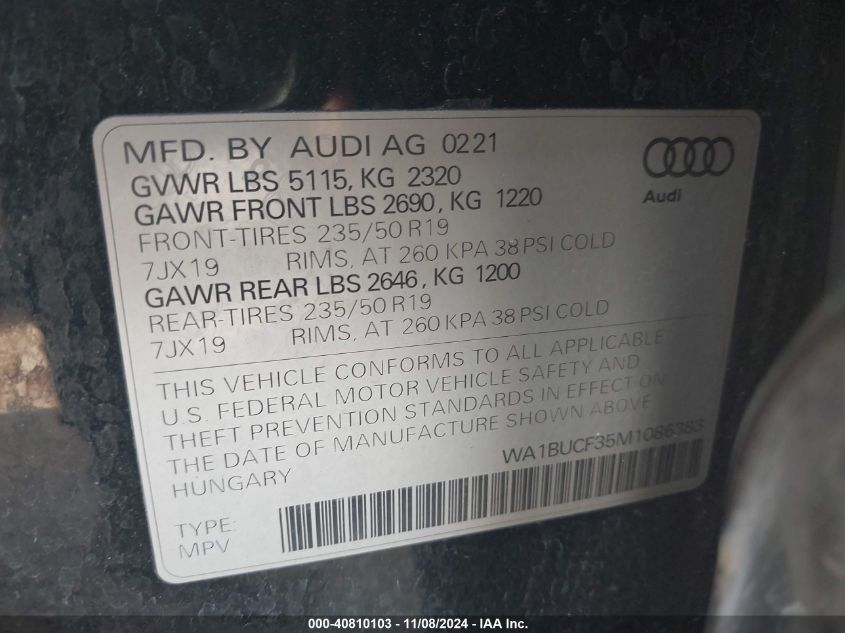 MFD. BY AUDI AG 0221
GVWR LBS 5115, KG 2320
GAWR FRONT LBS 2690, KG 1220
FRONT-TIRES 235/50 R19
7JX19 RIMS, AT 260 KPA 38 PSI COLD
GAWR REAR LBS 2646, KG 1200
REAR-TIRES 235/50 R19
7JX19 RIMS, AT 260 KPA 38 PSI COLD
Audi
THIS VEHICLE CONFORMS TO ALL APPLICABLE
U.S. FEDERAL MOTOR VEHICLE SAFETY AND
THEFT PREVENTION STANDARDS IN EFFECT ON
THE DATE OF MANUFACTURE SHOWN ABOVE
HUNGARY
WA1BUCF35M1086383
TYPE:
MPV
000-40810103 - 11/08/2024 - IAA Inc.